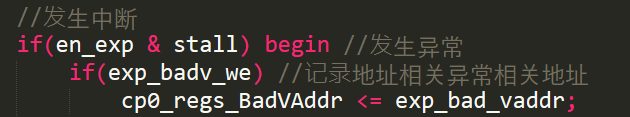 //发生中断
if(en_exp & stall) begin //发生异常
if(exp_badv_we) //记录地址相关异常相关地址
cp0_regs_BadVAddr <= exp_bad_vaddr;